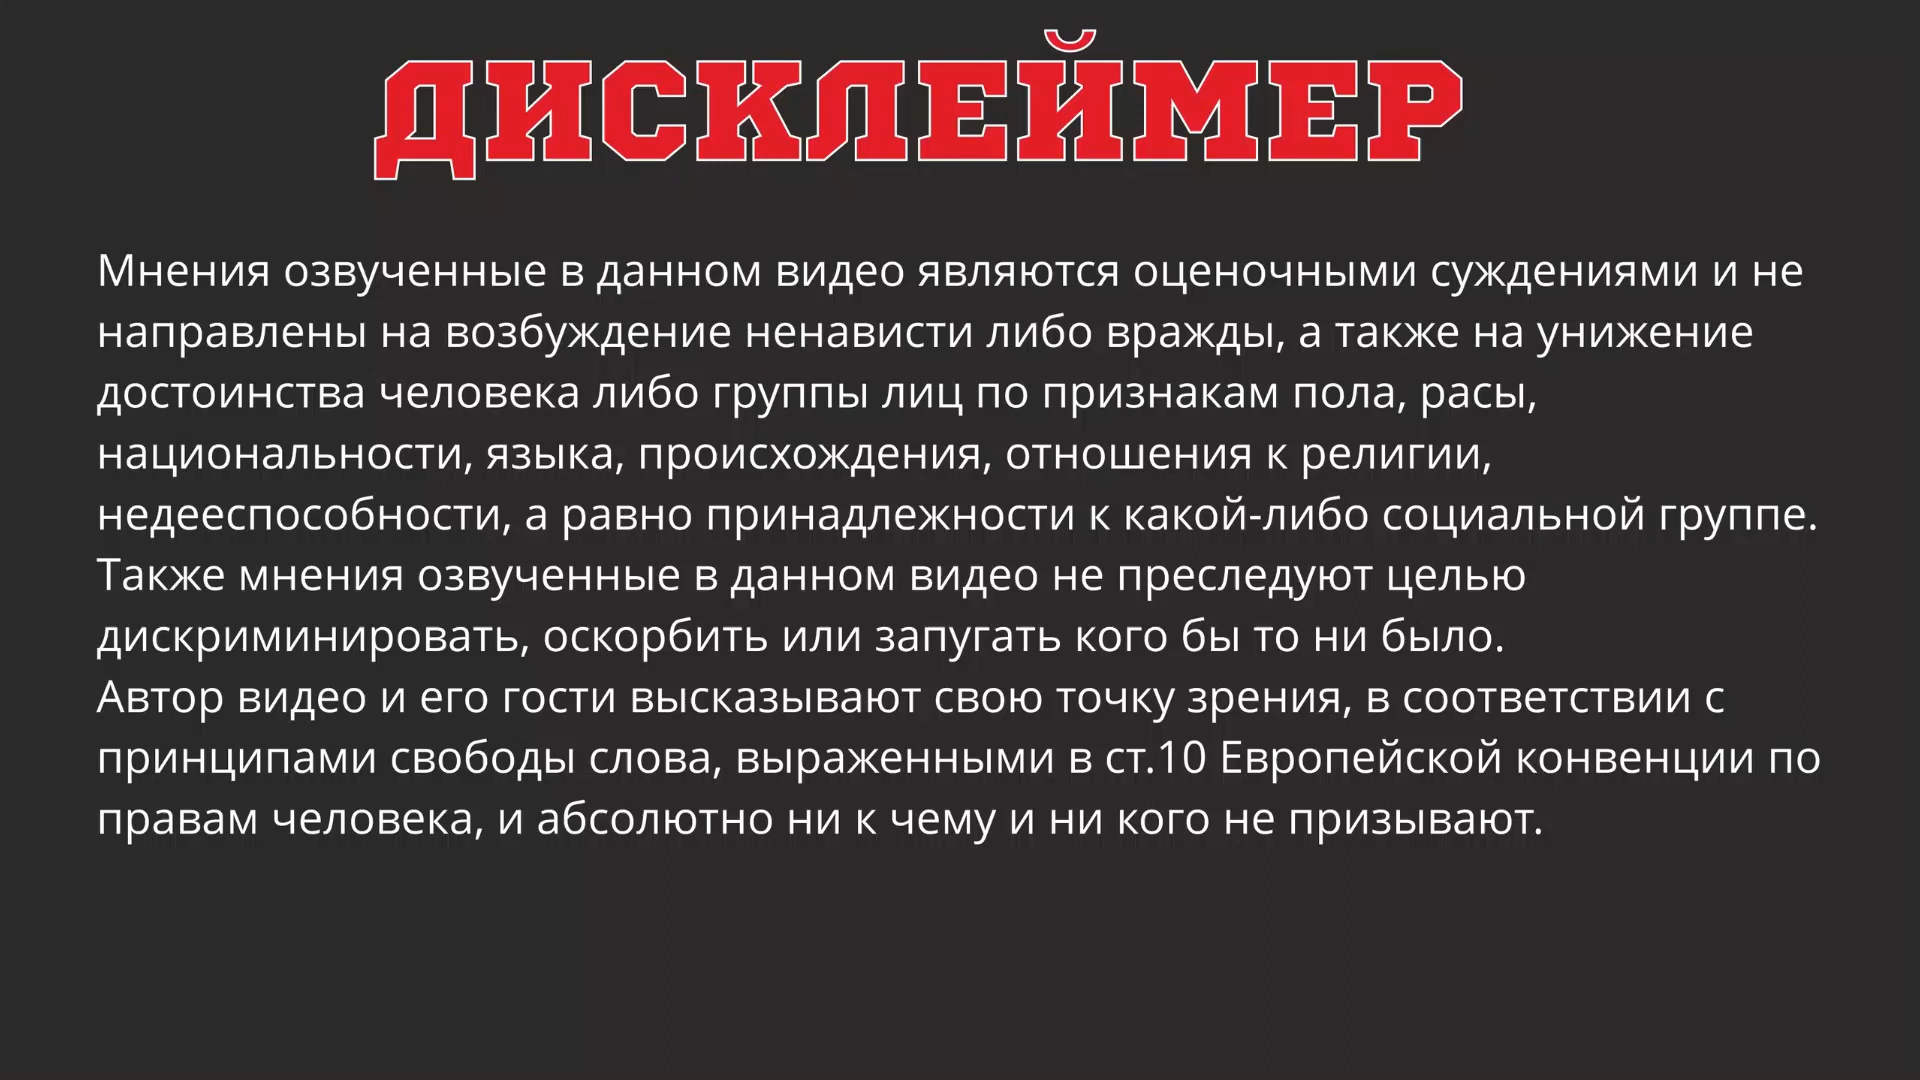 ДИСКЛЕЙМЕР
Мнения озвученные в данном видео являются оценочными суждениями и не
направлены на возбуждение ненависти либо вражды, а также на унижение
достоинства человека либо группы лиц по признакам пола, расы,
национальности, языка, происхождения, отношения к религии,
недееспособности, а равно принадлежности к какой-либо социальной группе.
Также мнения озвученные в данном видео не преследуют целью
дискриминировать, оскорбить или запугать кого бы то ни было.
Автор видео и его гости высказывают свою точку зрения, в соответствии с
принципами свободы слова, выраженными в ст.10 Европейской конвенции по
правам человека, и абсолютно ни к чему и ни кого не призывают.